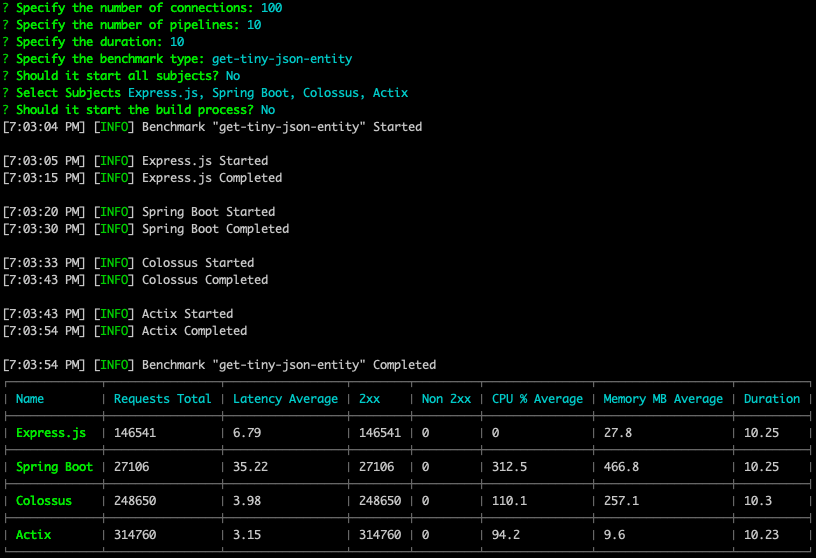 ? Specify the number of connections: 100
? Specify the number of pipelines: 10
? Specify the duration: 10
? Specify the benchmark type: get-tiny-json-entity
? Should it start all subjects? No
? Select Subjects Express.js, Spring Boot, Colossus, Actix
? Should it start the build process? No
[7:03:04 PM] [INFO] Benchmark "get-tiny-json-entity" Started
[7:03:05 PM] [INFO] Express.js Started
[7:03:15 PM] [INFO] Express.js Completed
[7:03:20 PM] [INFO] Spring Boot Started
[7:03:30 PM] [INFO] Spring Boot Completed
[7:03:33 PM] [INFO] Colossus Started
[7:03:43 PM] [INFO] Colossus Completed
[7:03:43 PM] [INFO] Actix Started
[7:03:54 PM] [INFO] Actix Completed
[7:03:54 PM] [INFO] Benchmark "get-tiny-json-entity" Completed
Name Requests Total Latency Average 2xx Non 2xx CPU % Average Memory MB Average Duration
Express.js 146541 6.79 146541 0 0 27.8 10.25
Spring Boot 27106 35.22 27106 0 312.5 466.8 10.25
Colossus 248650 3.98 248650 0 110.1 257.1 10.3
Actix 314760 3.15 314760 0 94.2 9.6 10.23